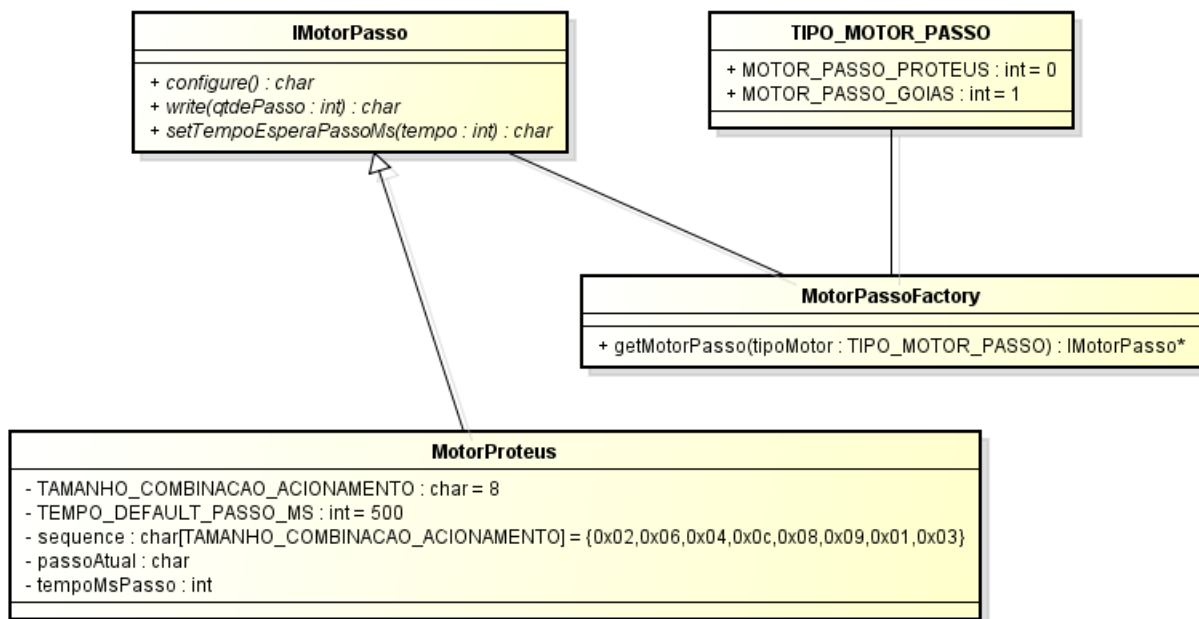 IMotorPasso
+ configure() : char
+ write(qtdePasso : int) : char
+ setTempoEsperaPassoMs(tempo : int) : char
TIPO_MOTOR_PASSO
+ MOTOR_PASSO_PROTEUS : int = 0
+ MOTOR_PASSO_GOIAS : int = 1
MotorPassoFactory
+ getMotorPasso(tipoMotor : TIPO_MOTOR_PASSO) : IMotorPasso*
MotorProteus
- TAMANHO_COMBINACAO_ACIONAMENTO : char = 8
- TEMPO_DEFAULT_PASSO_MS : int = 500
- sequence : char[TAMANHO_COMBINACAO_ACIONAMENTO] = {0x02,0x06,0x04,0x0c,0x08,0x09,0x01,0x03}
- passoAtual : char
- tempoMsPasso : int